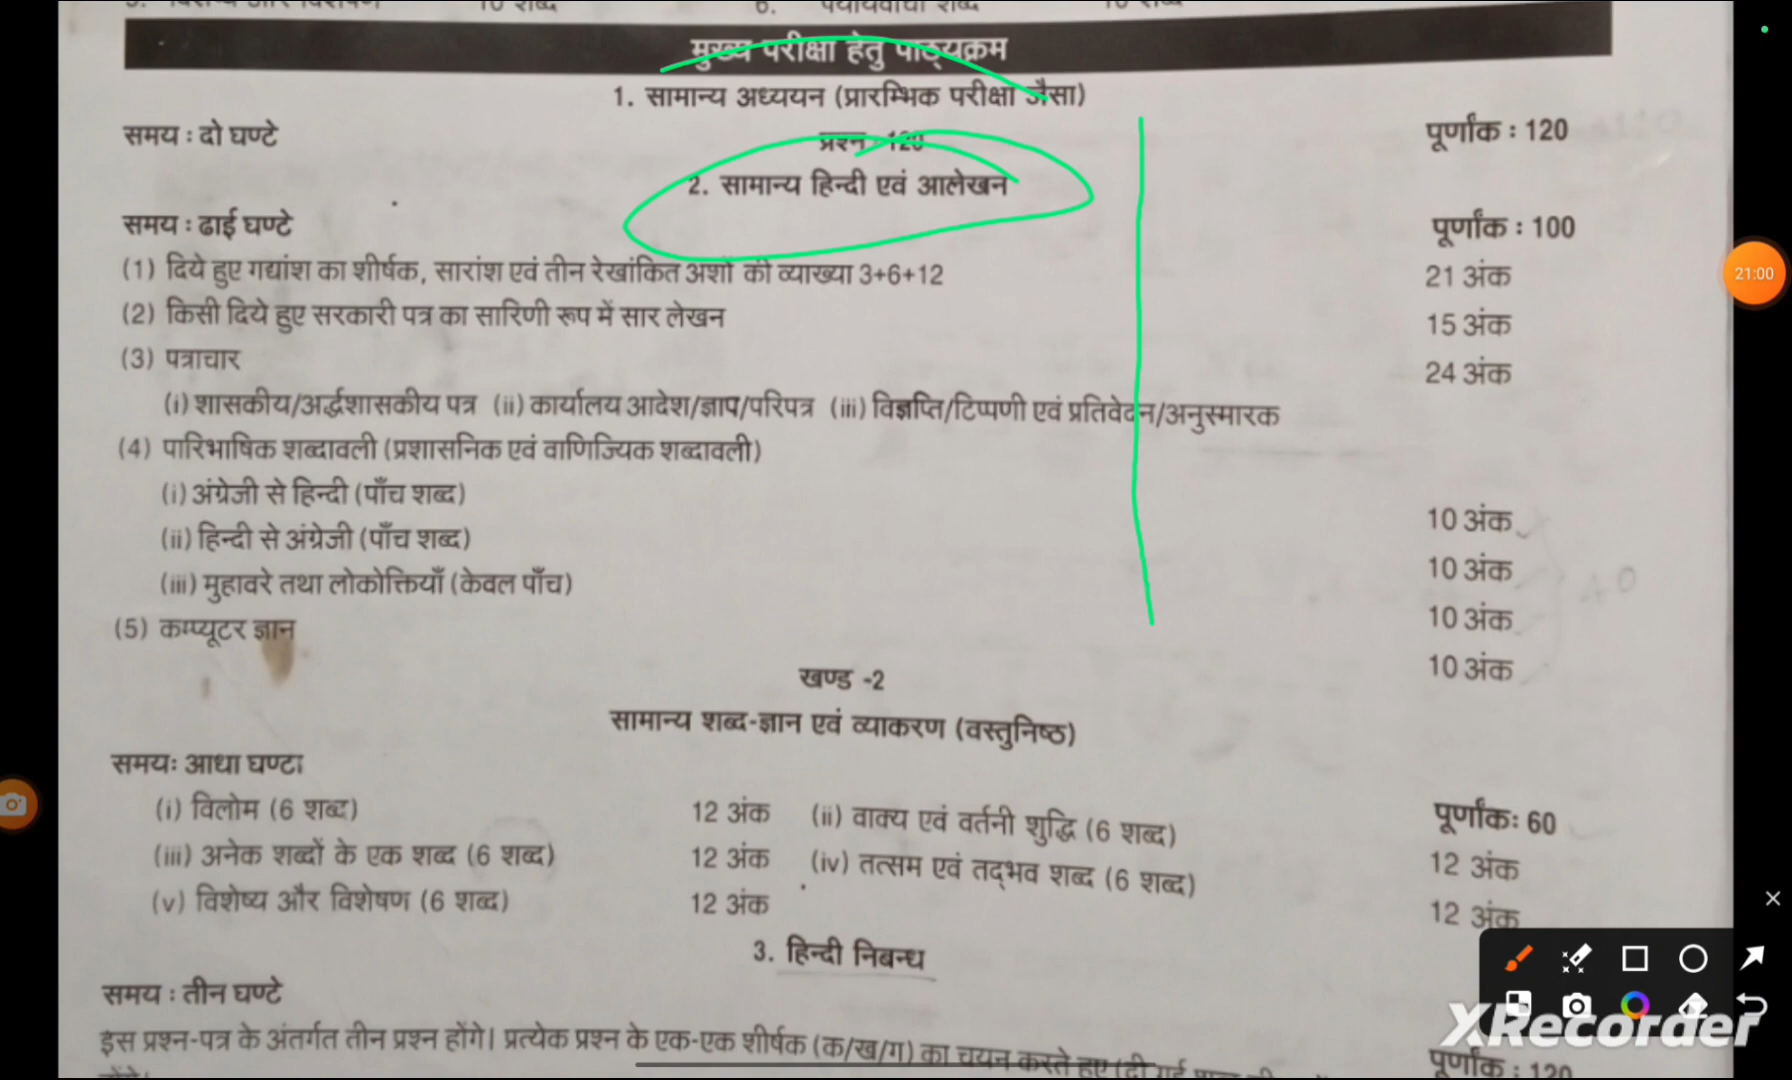 मुख्य परीक्षा हेतु पाठ्यक्रम
1. सामान्य अध्ययन (प्रारम्भिक परीक्षा जैसा)
समय : दो घण्टे प्रश्न - 120 पूर्णांक : 120
2. सामान्य हिन्दी एवं आलेखन
समय : ढाई घण्टे पूर्णांक : 100
(1) दिये हुए गद्यांश का शीर्षक, सारांश एवं तीन रेखांकित अंशों की व्याख्या 3+6+12 21 अंक
(2) किसी दिये हुए सरकारी पत्र का सारिणी रूप में सार लेखन 15 अंक
(3) पत्राचार 24 अंक
(i) शासकीय/अर्द्धशासकीय पत्र (ii) कार्यालय आदेश/ज्ञाप/परिपत्र (iii) विज्ञप्ति/टिप्पणी एवं प्रतिवेदन/अनुस्मारक
(4) पारिभाषिक शब्दावली (प्रशासनिक एवं वाणिज्यिक शब्दावली)
(i) अंग्रेजी से हिन्दी (पाँच शब्द) 10 अंक
(ii) हिन्दी से अंग्रेजी (पाँच शब्द) 10 अंक
(iii) मुहावरे तथा लोकोक्तियाँ (केवल पाँच) 10 अंक
(5) कम्प्यूटर ज्ञान 10 अंक
40
खण्ड -2
सामान्य शब्द-ज्ञान एवं व्याकरण (वस्तुनिष्ठ)
समयः आधा घण्टा पूर्णांकः 60
(i) विलोम (6 शब्द) 12 अंक (ii) वाक्य एवं वर्तनी शुद्धि (6 शब्द) 12 अंक
(iii) अनेक शब्दों के एक शब्द (6 शब्द) 12 अंक (iv) तत्सम एवं तद्भव शब्द (6 शब्द) 12 अंक
(v) विशेष्य और विशेषण (6 शब्द) 12 अंक
3. हिन्दी निबन्ध
समय : तीन घण्टे पूर्णांक : 120
इस प्रश्न-पत्र के अंतर्गत तीन प्रश्न होंगे। प्रत्येक प्रश्न के एक-एक शीर्षक (क/ख/ग) का चयन करते हुए
21:00
XRecorder